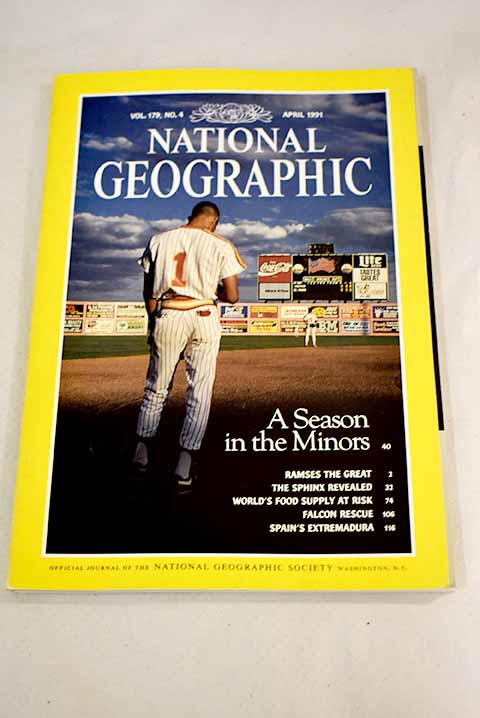 VOL. 179, NO. 4
APRIL 1991
NATIONAL
GEOGRAPHIC
1
Coca-Cola
Lite
TASTES
GREAT
A Season
in the Minors 40
RAMSES THE GREAT 2
THE SPHINX REVEALED 32
WORLD'S FOOD SUPPLY AT RISK 74
FALCON RESCUE 106
SPAIN'S EXTREMADURA 116
OFFICIAL JOURNAL OF THE NATIONAL GEOGRAPHIC SOCIETY WASHINGTON, D.C.